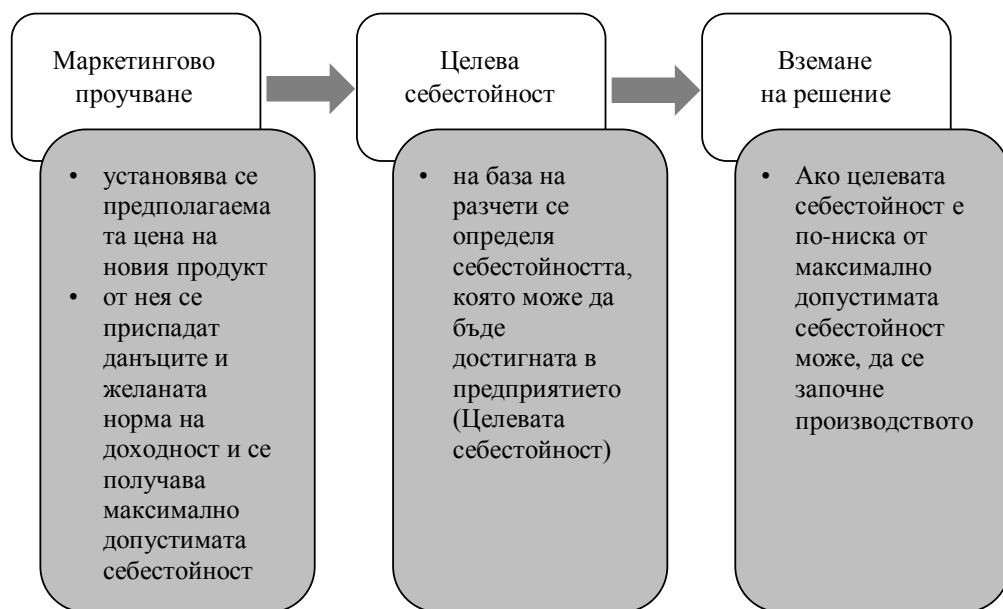 Маркетингово
проучване
• установява се
предполагаема
та цена на
новия продукт
• от нея се
приспадат
данъците и
желаната
норма на
доходност и се
получава
максимално
допустимата
себестойност
Целева
себестойност
• на база на
разчети се
определя
себестойността,
която може да
бъде
достигната в
предприятието
(Целевата
себестойност)
Вземане
на решение
• Ако целевата
себестойност е
по-ниска от
максимално
допустимата
себестойност
може, да се
започне
производството